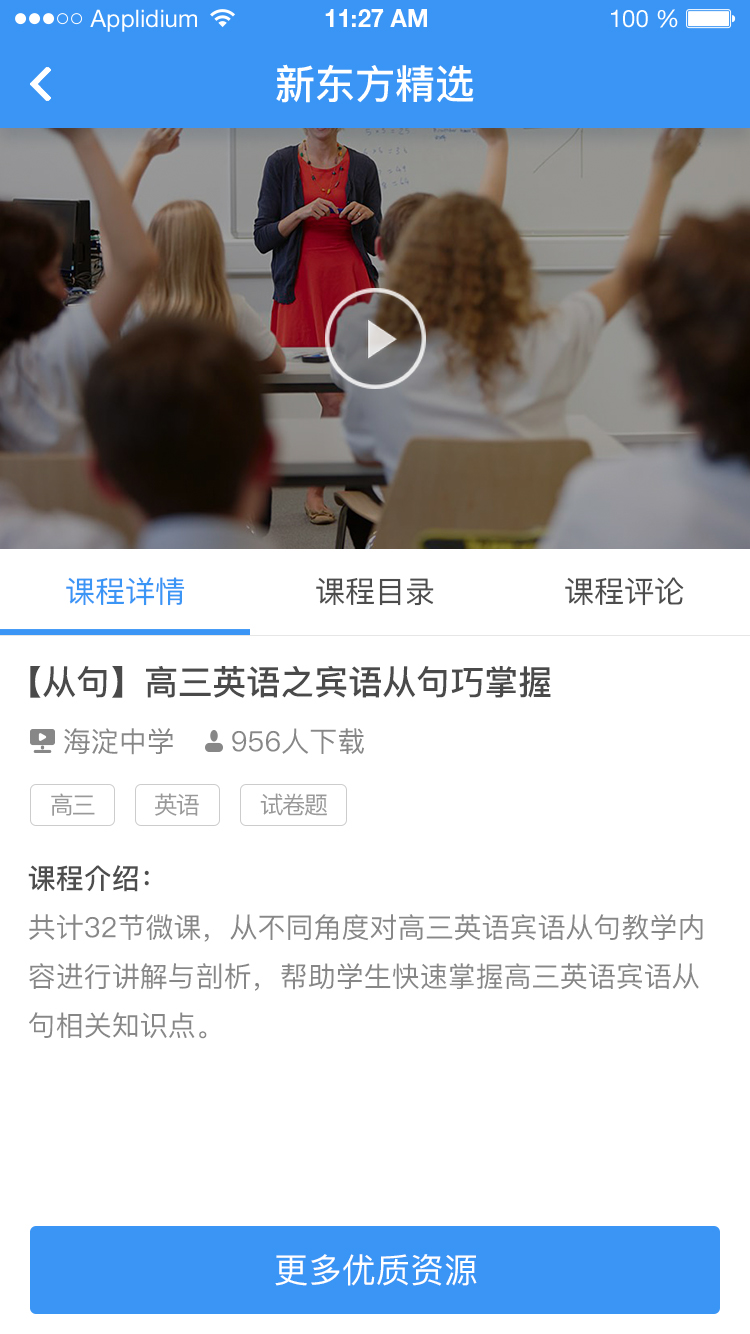 Applidium 11:27 AM 100 %
新东方精选
课程详情 课程目录 课程评论
【从句】高三英语之宾语从句巧掌握
海淀中学 956人下载
高三 英语 试卷题
课程介绍：
共计32节微课，从不同角度对高三英语宾语从句教学内
容进行讲解与剖析，帮助学生快速掌握高三英语宾语从
句相关知识点。
更多优质资源